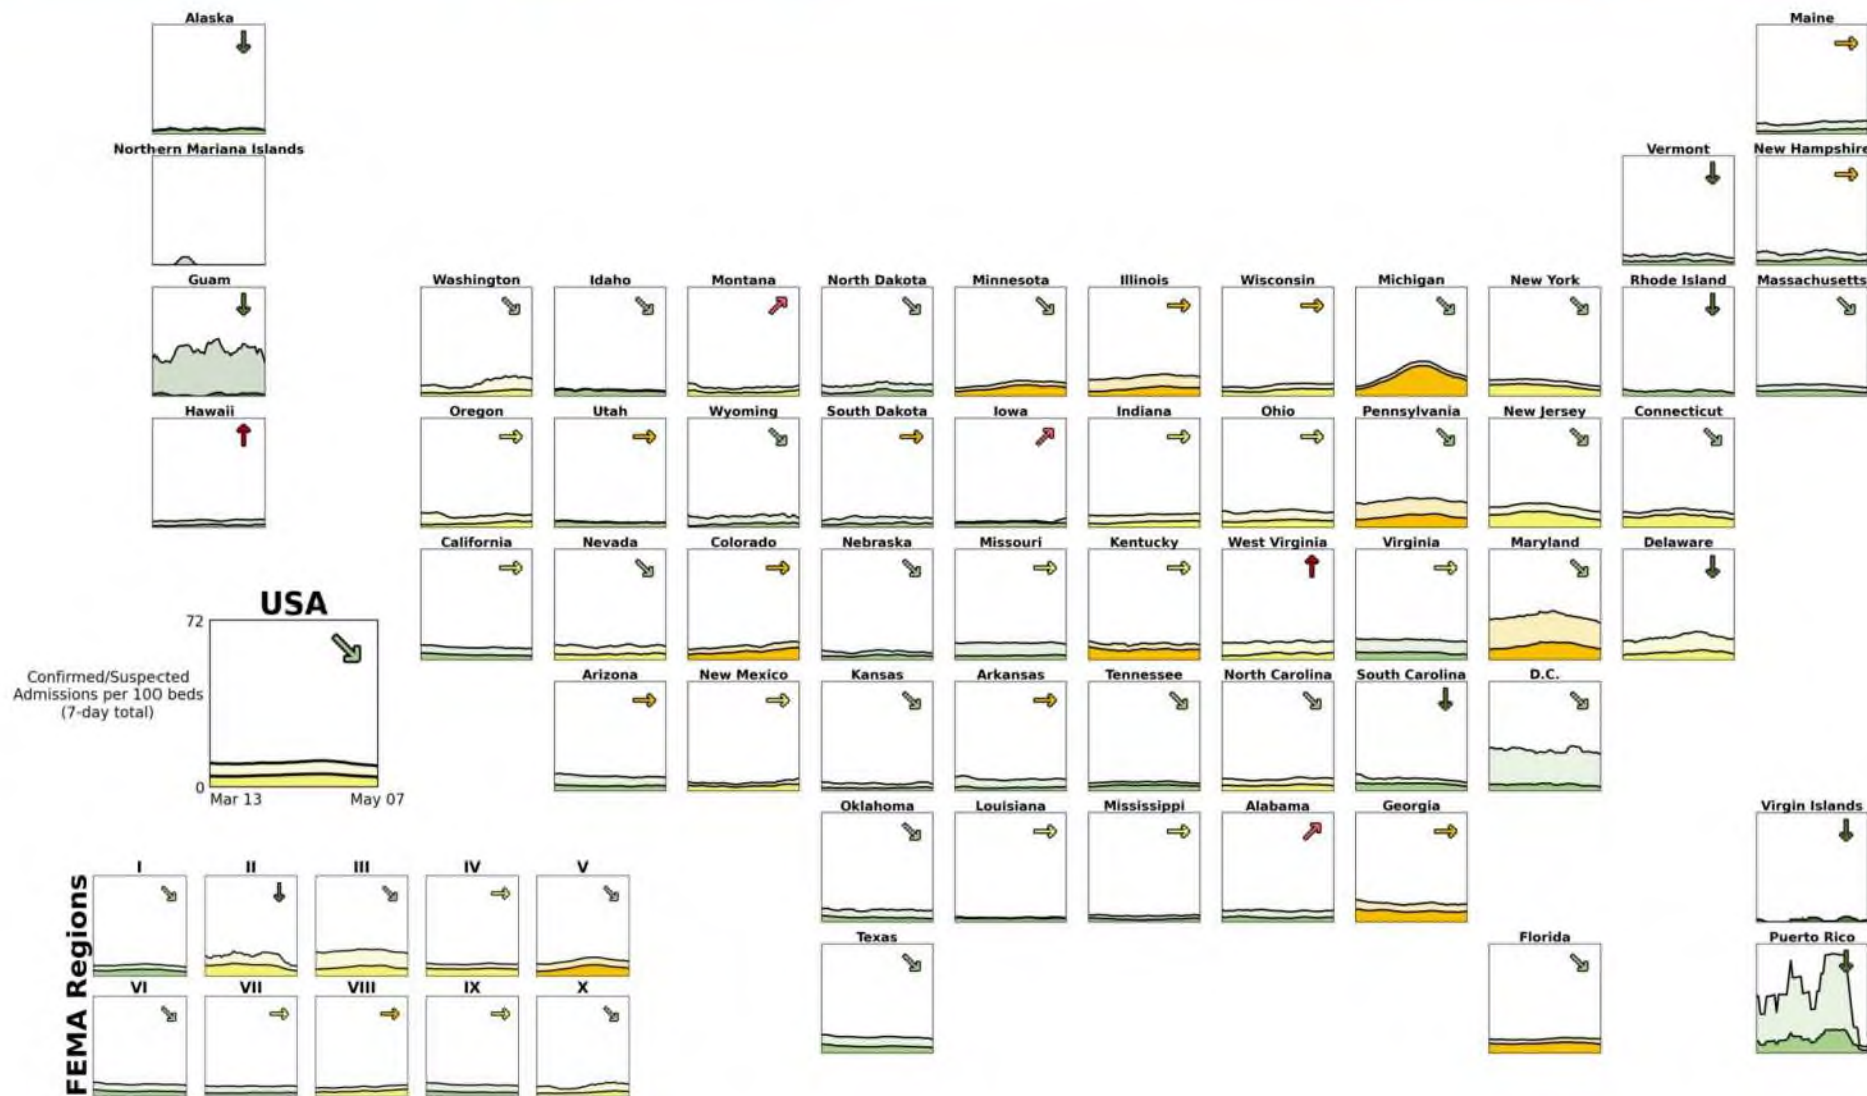 Alaska
Maine
Northern Mariana Islands
Vermont
New Hampshire
Guam
Washington
Idaho
Montana
North Dakota
Minnesota
Illinois
Wisconsin
Michigan
New York
Rhode Island
Massachusetts
Hawaii
Oregon
Utah
Wyoming
South Dakota
Iowa
Indiana
Ohio
Pennsylvania
New Jersey
Connecticut
California
Nevada
Colorado
Nebraska
Missouri
Kentucky
West Virginia
Virginia
Maryland
Delaware
USA
72
Confirmed/Suspected
Admissions per 100 beds
(7-day total)
0
Mar 13
May 07
Arizona
New Mexico
Kansas
Arkansas
Tennessee
North Carolina
South Carolina
D.C.
Oklahoma
Louisiana
Mississippi
Alabama
Georgia
Virgin Islands
Texas
Florida
Puerto Rico
FEMA Regions
I
II
III
IV
V
VI
VII
VIII
IX
X